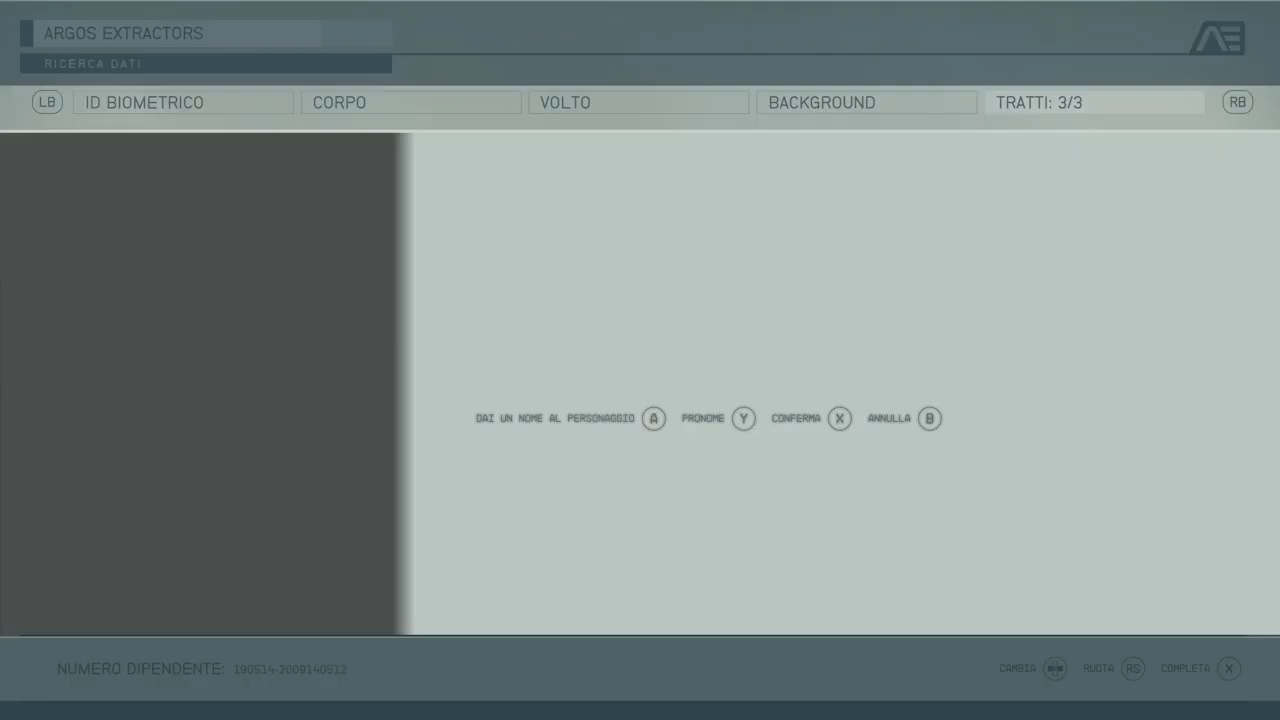 ARGOS EXTRACTORS
RICERCA DATI
LB ID BIOMETRICO CORPO VOLTO BACKGROUND TRATTI: 3/3 RB
DAI UN NOME AL PERSONAGGIO A PRONOME Y CONFERMA X ANNULLA B
NUMERO DIPENDENTE: 190514-2009140512 CAMBIA RUOTA RS COMPLETA X